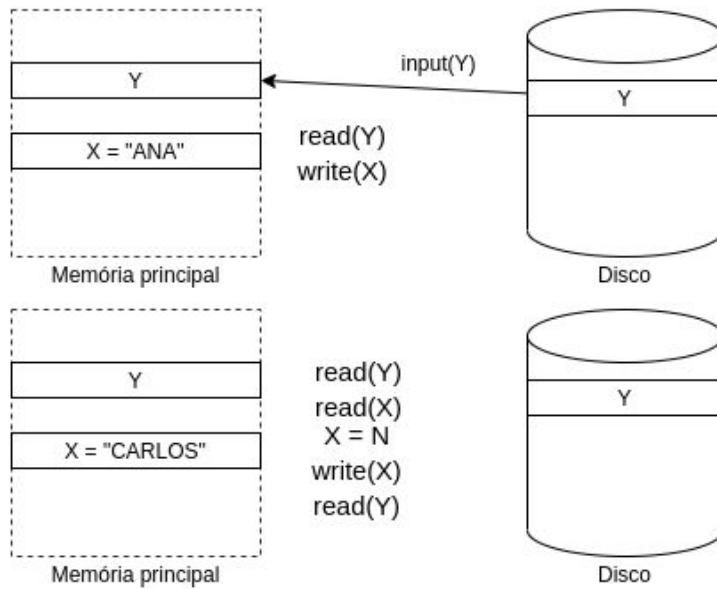 input(Y)
Y
Y
X = "ANA"
read(Y)
write(X)
Memória principal
Disco
Y
read(Y)
Y
read(X)
X = "CARLOS"
X = N
write(X)
read(Y)
Memória principal
Disco